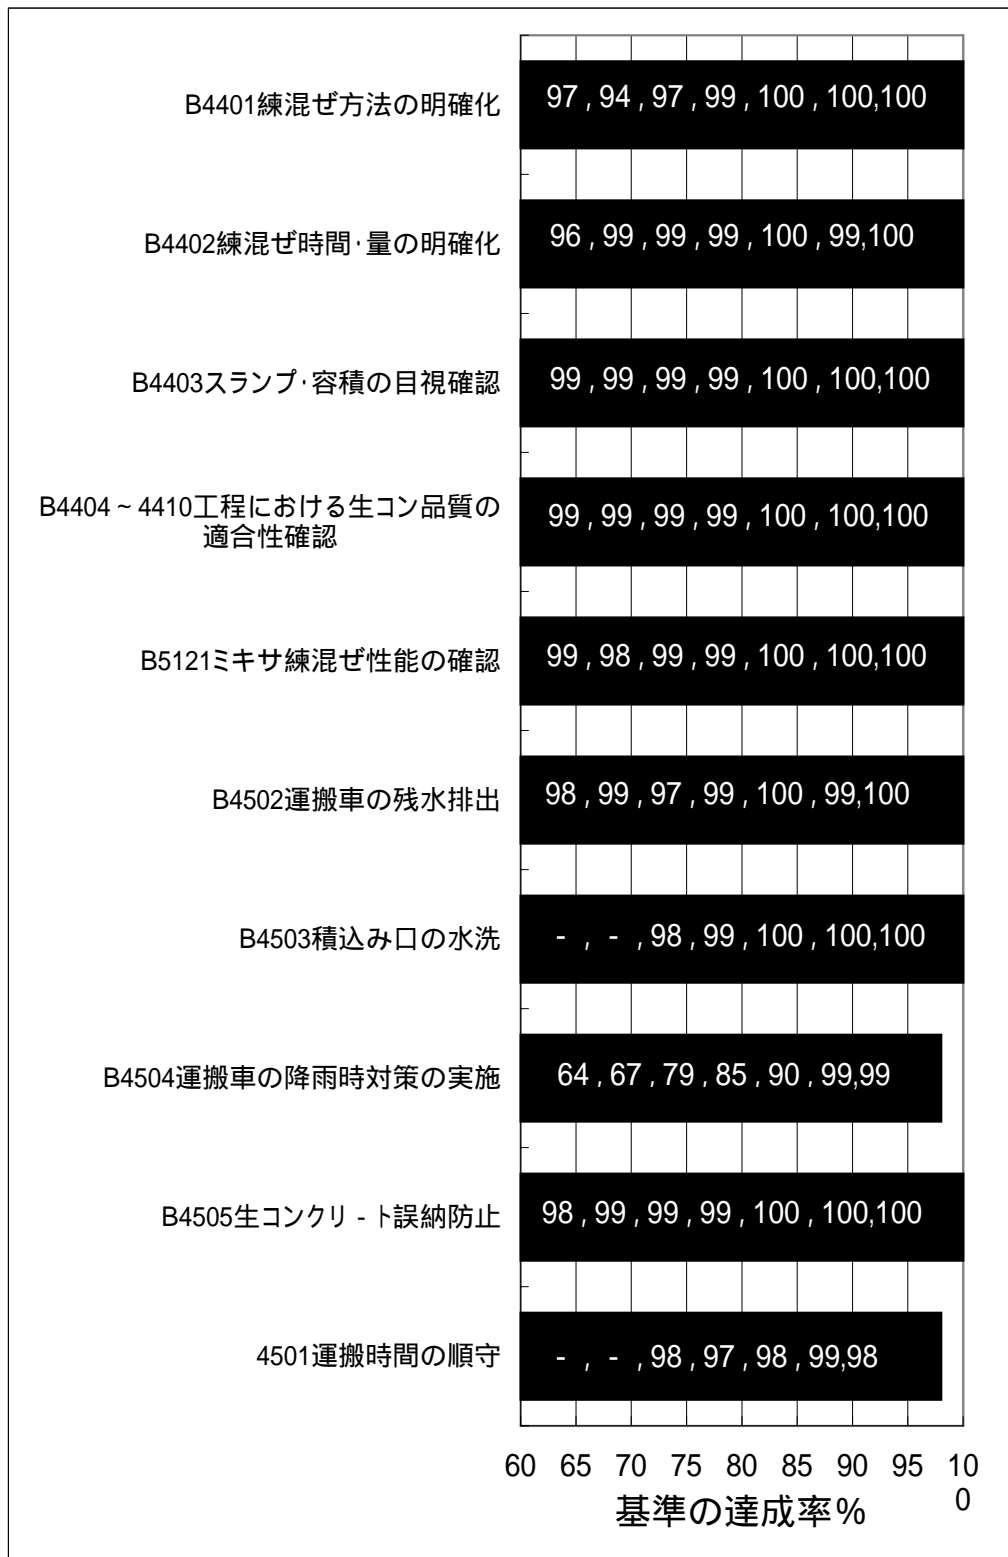 B4401練混ぜ方法の明確化 97 , 94 , 97 , 99 , 100 , 100,100
B4402練混ぜ時間･量の明確化 96 , 99 , 99 , 99 , 100 , 99,100
B4403スランプ･容積の目視確認 99 , 99 , 99 , 99 , 100 , 100,100
B4404 ~ 4410工程における生コン品質の
適合性確認 99 , 99 , 99 , 99 , 100 , 100,100
B5121ミキサ練混ぜ性能の確認 99 , 98 , 99 , 99 , 100 , 100,100
B4502運搬車の残水排出 98 , 99 , 97 , 99 , 100 , 99,100
B4503積込み口の水洗 - , - , 98 , 99 , 100 , 100,100
B4504運搬車の降雨時対策の実施 64 , 67 , 79 , 85 , 90 , 99,99
B4505生コンクリ - ト誤納防止 98 , 99 , 99 , 99 , 100 , 100,100
4501運搬時間の順守 - , - , 98 , 97 , 98 , 99,98
60 65 70 75 80 85 90 95 10
0
基準の達成率%